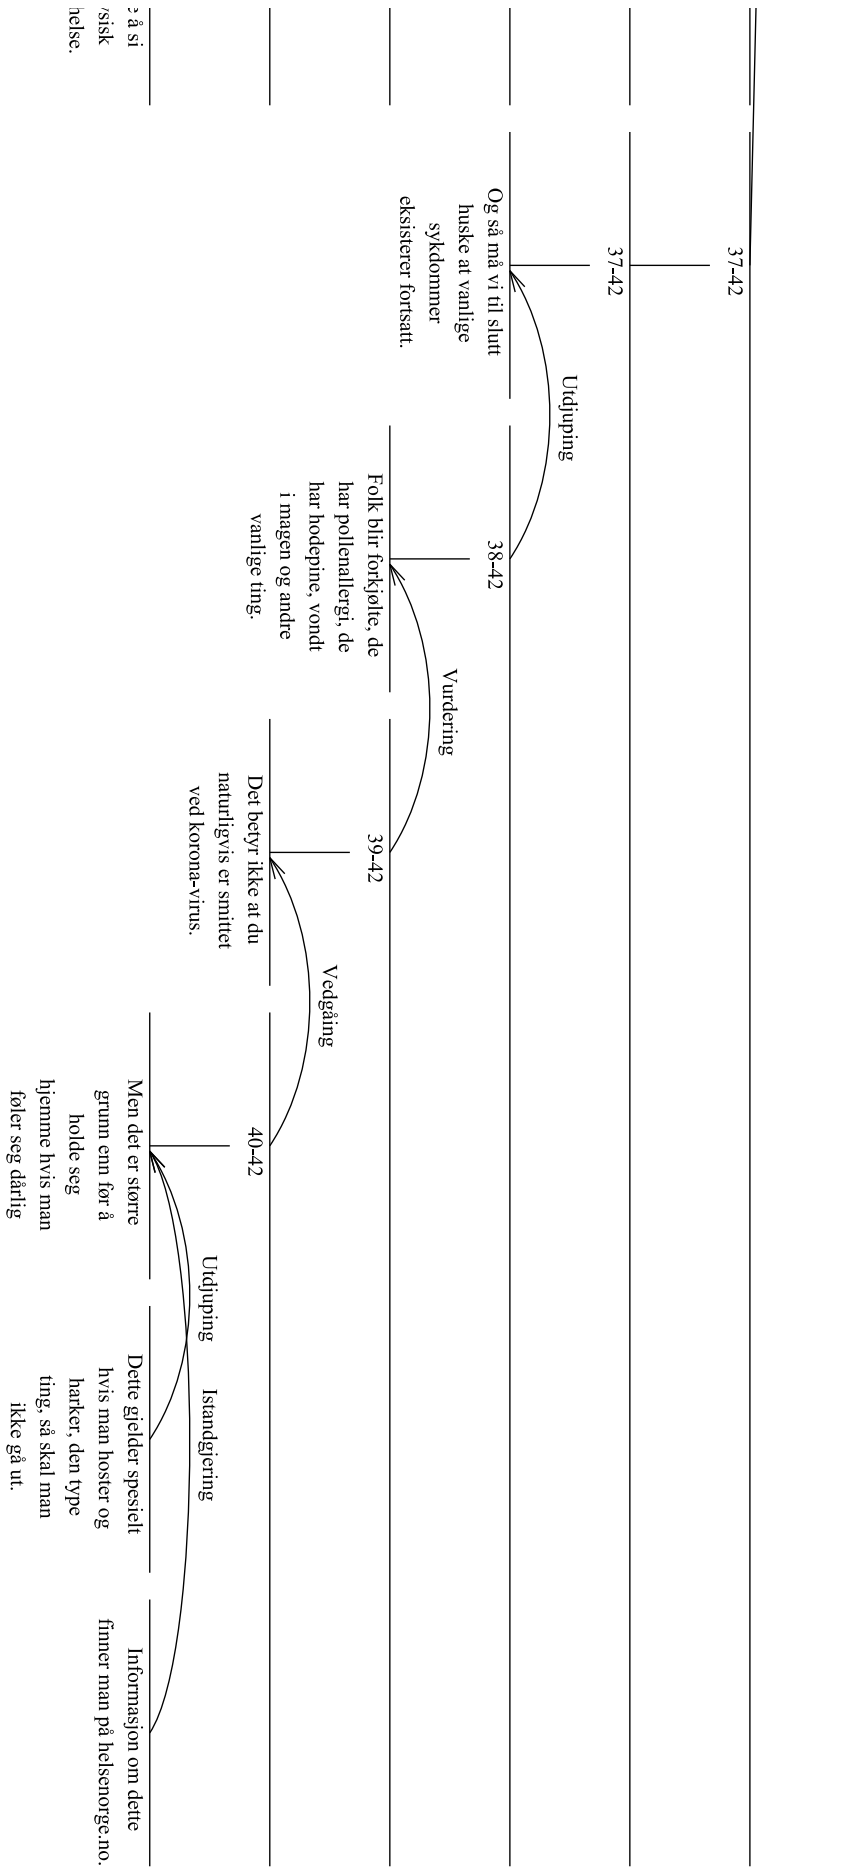 e å si
ysisk
helse.
37-42
37-42
Og så må vi til slutt
huske at vanlige
sykdommer
eksisterer fortsatt.
Utdjuping
38-42
Folk blir forkjølte, de
har pollenallergi, de
har hodepine, vondt
i magen og andre
vanlige ting.
Vurdering
39-42
Det betyr ikke at du
naturligvis er smittet
ved korona-virus.
Vedgåing
40-42
Men det er større
grunn enn før å
holde seg
hjemme hvis man
føler seg dårlig
Utdjuping
Dette gjelder spesielt
hvis man hoster og
harker, den type
ting, så skal man
ikke gå ut.
Istandgjering
Informasjon om dette
finner man på helsenorge.no.